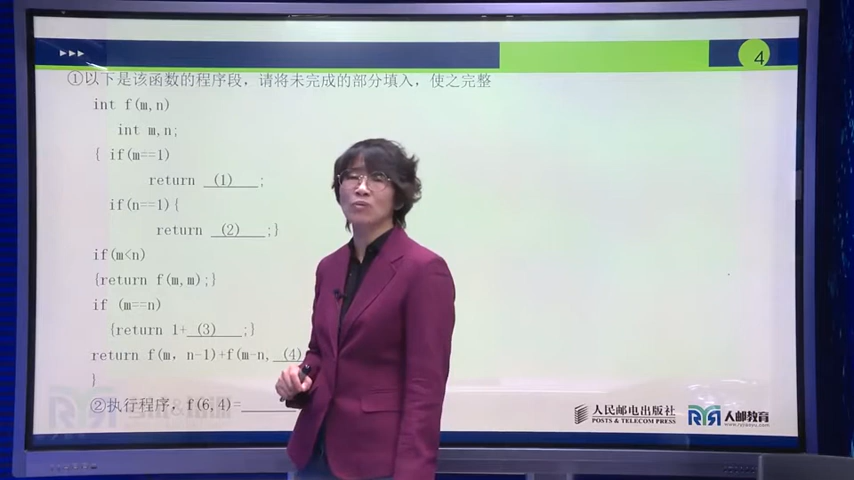 4
①以下是该函数的程序段，请将未完成的部分填入，使之完整
int f(m,n)
int m,n;
{ if(m==1)
return (1) ;
if(n==1){
return (2) ;}
if(m<n)
{return f(m,m);}
if (m==n)
{return 1+ (3) ;}
return f(m, n-1)+f(m-n, (4)
}
②执行程序，f(6,4)=
人民邮电出版社
POSTS & TELECOM PRESS
人邮教育
www.ryjiaoyu.com